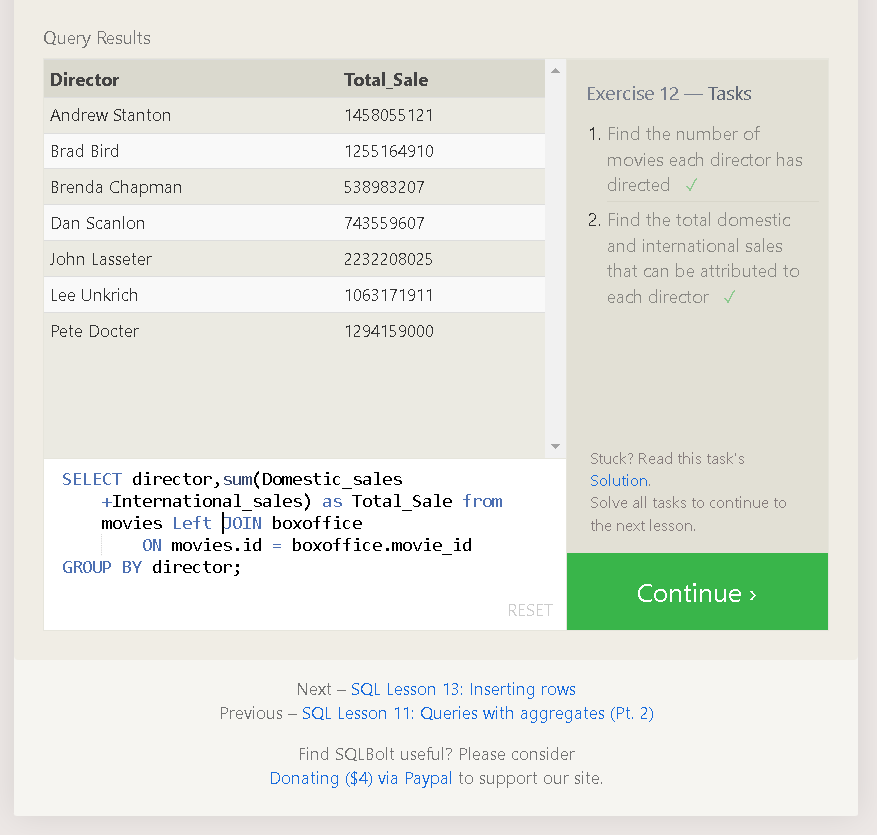 Query Results
Director Total_Sale
Andrew Stanton 1458055121
Brad Bird 1255164910
Brenda Chapman 538983207
Dan Scanlon 743559607
John Lasseter 2232208025
Lee Unkrich 1063171911
Pete Docter 1294159000
SELECT director,sum(Domestic_sales
+International_sales) as Total_Sale from
movies Left JOIN boxoffice
ON movies.id = boxoffice.movie_id
GROUP BY director;
RESET
Exercise 12 — Tasks
1. Find the number of
movies each director has
directed ✓
2. Find the total domestic
and international sales
that can be attributed to
each director ✓
Stuck? Read this task's
Solution.
Solve all tasks to continue to
the next lesson.
Continue ›
Next – SQL Lesson 13: Inserting rows
Previous – SQL Lesson 11: Queries with aggregates (Pt. 2)
Find SQLBolt useful? Please consider
Donating ($4) via Paypal to support our site.